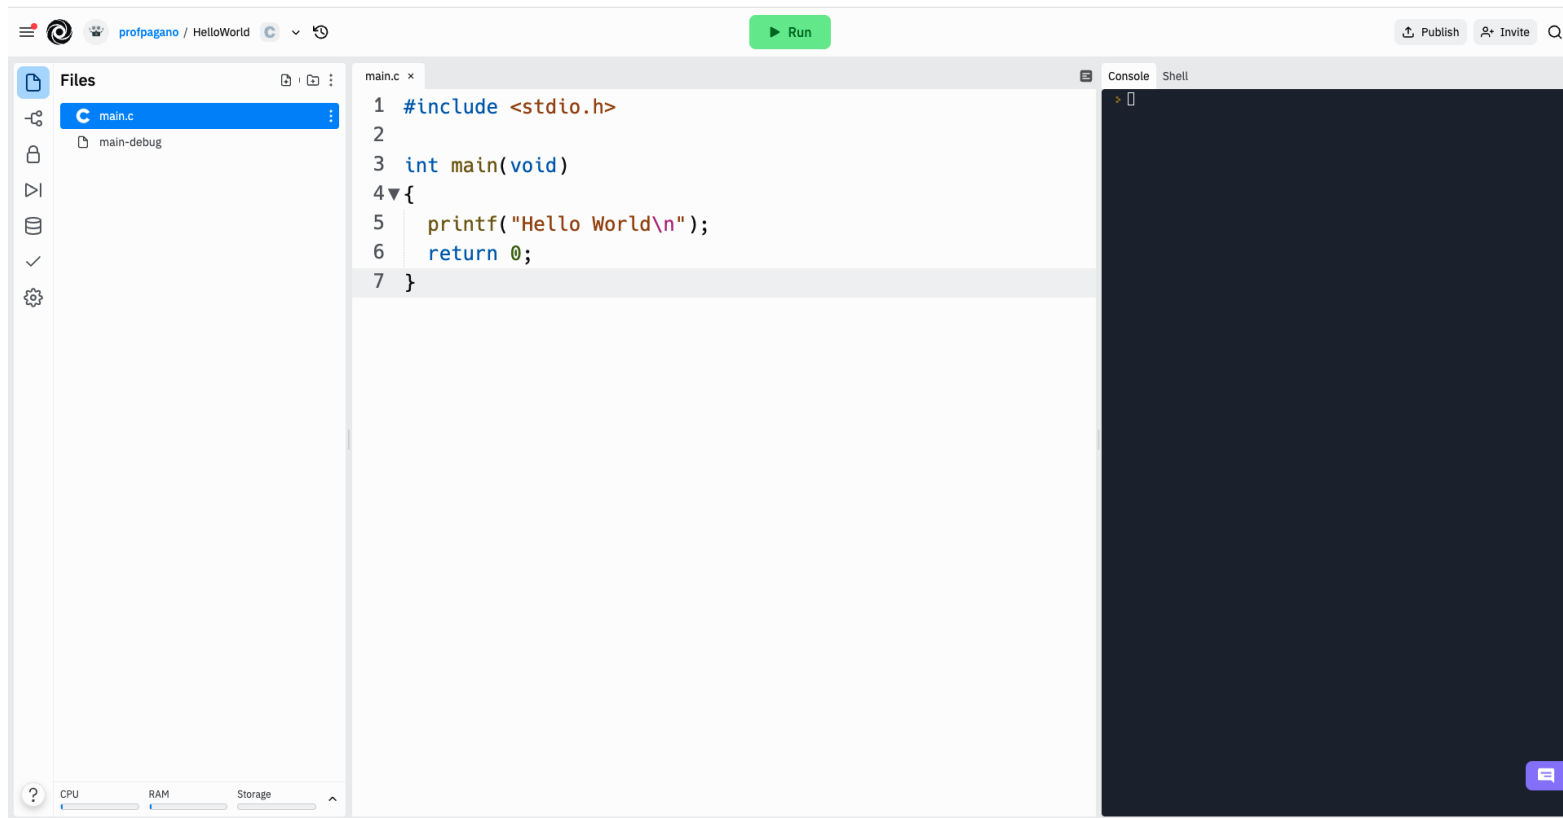 profpagano / HelloWorld C
Run
Publish
Invite
Files
C main.c
main-debug
CPU RAM Storage
?
main.c ×
1 #include <stdio.h>
2
3 int main(void)
4 {
5   printf("Hello World\n");
6   return 0;
7 }
Console Shell
>